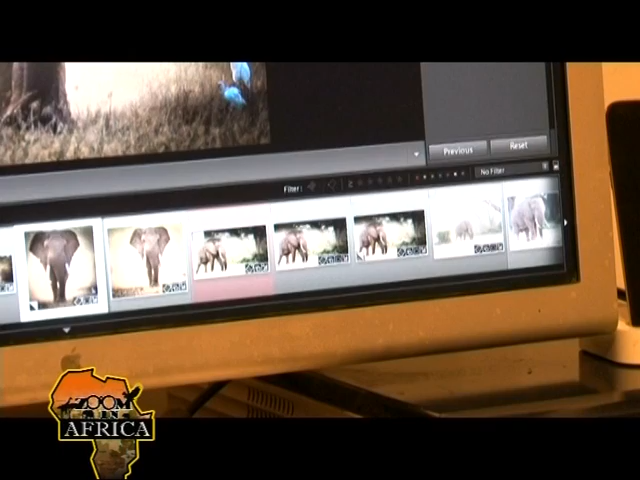 Previous
Reset
Filter:
No Filter
ZOOM
IN
AFRICA